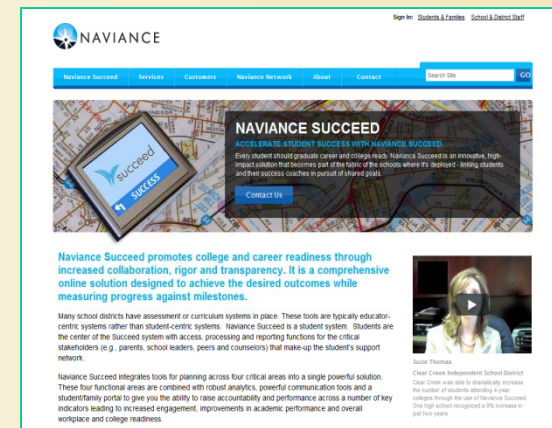 Sign In: Students & Families School & District Staff
NAVIANCE
Naviance Succeed Services Customers Naviance Network About Contact Search Site GO
NAVIANCE SUCCEED
ACCELERATE STUDENT SUCCESS WITH NAVIANCE SUCCEED.
Every student should graduate career and college ready. Naviance Succeed is an innovative, high-
impact solution that becomes part of the fabric of the schools where it's deployed - linking students
and their success coaches in pursuit of shared goals.
succeed
SUCCESS
Contact Us
Naviance Succeed promotes college and career readiness through
increased collaboration, rigor and transparency. It is a comprehensive
online solution designed to achieve the desired outcomes while
measuring progress against milestones.
Many school districts have assessment or curriculum systems in place. These tools are typically educator-
centric systems rather than student-centric systems. Naviance Succeed is a student system. Students are
the center of the Succeed system with access, processing and reporting functions for the critical
stakeholders (e.g., parents, school leaders, peers and counselors) that make-up the student's support
network.
Naviance Succeed integrates tools for planning across four critical areas into a single powerful solution.
These four functional areas are combined with robust analytics, powerful communication tools and a
student/family portal to give you the ability to raise accountability and performance across a number of key
indicators leading to increased engagement, improvements in academic performance and overall
workplace and college readiness.
Suzie Thomas
Clear Creek Independent School District
Clear Creek was able to dramatically increase
the number of students attending 4-year
colleges through the use of Naviance Succeed.
One high school recognized a 9% increase in
just two years.